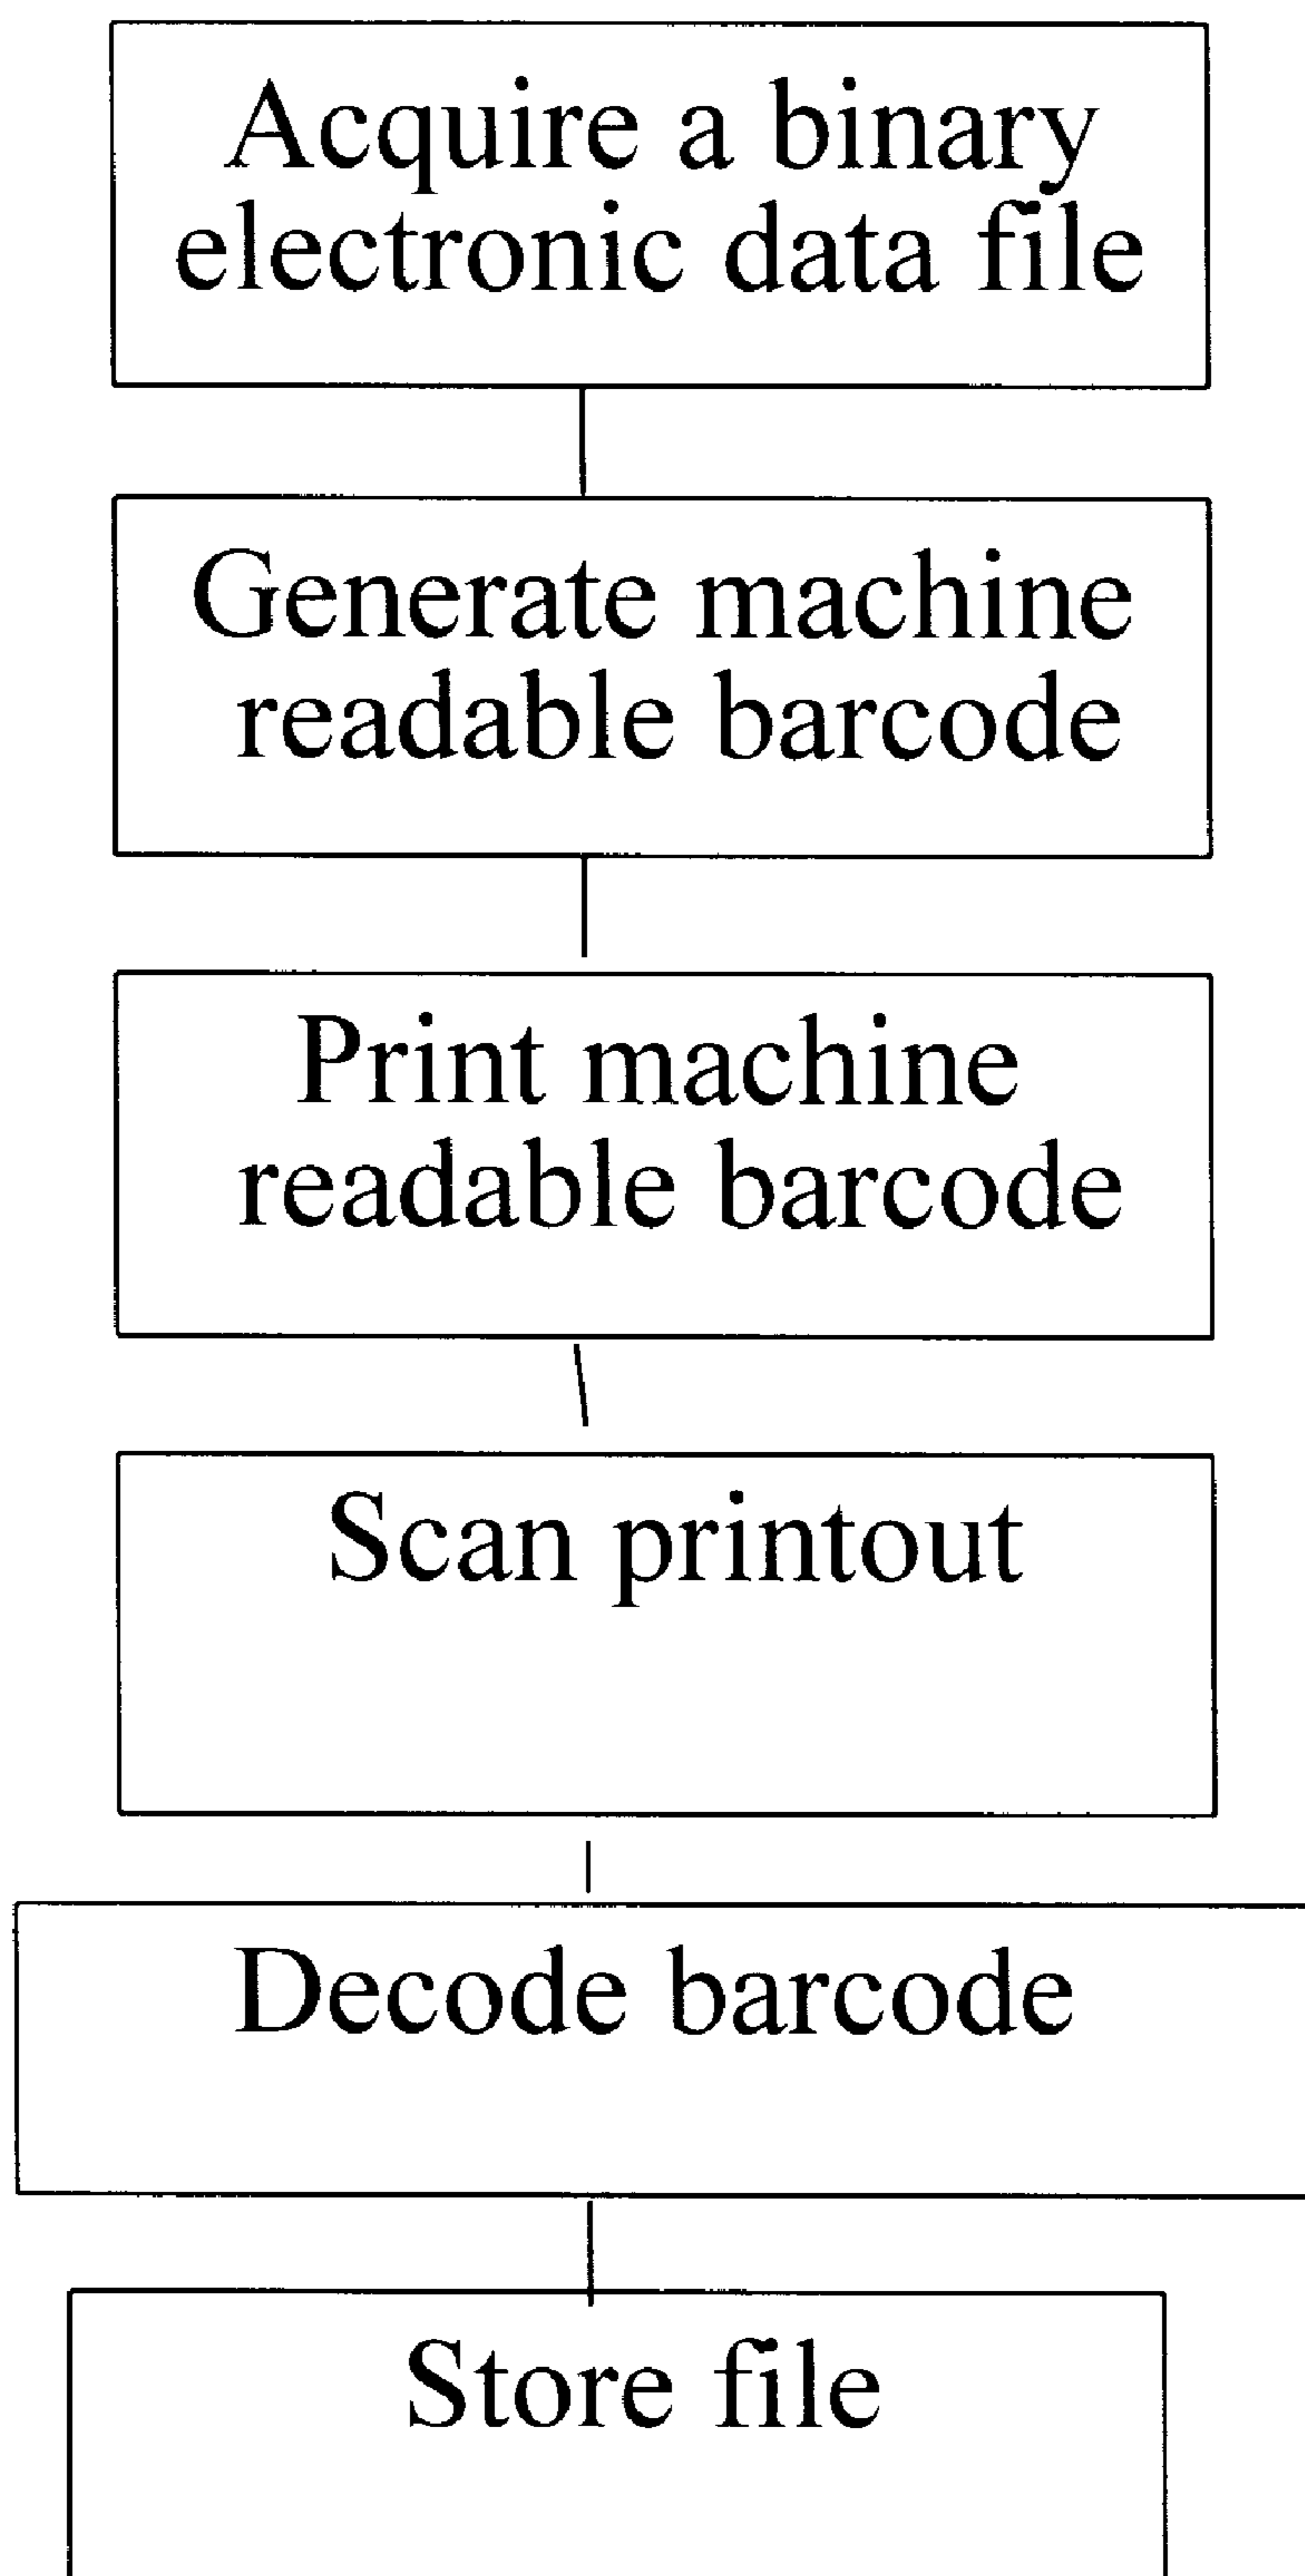 Acquire a binary
electronic data file
Generate machine
readable barcode
Print machine
readable barcode
Scan printout
Decode barcode
Store file